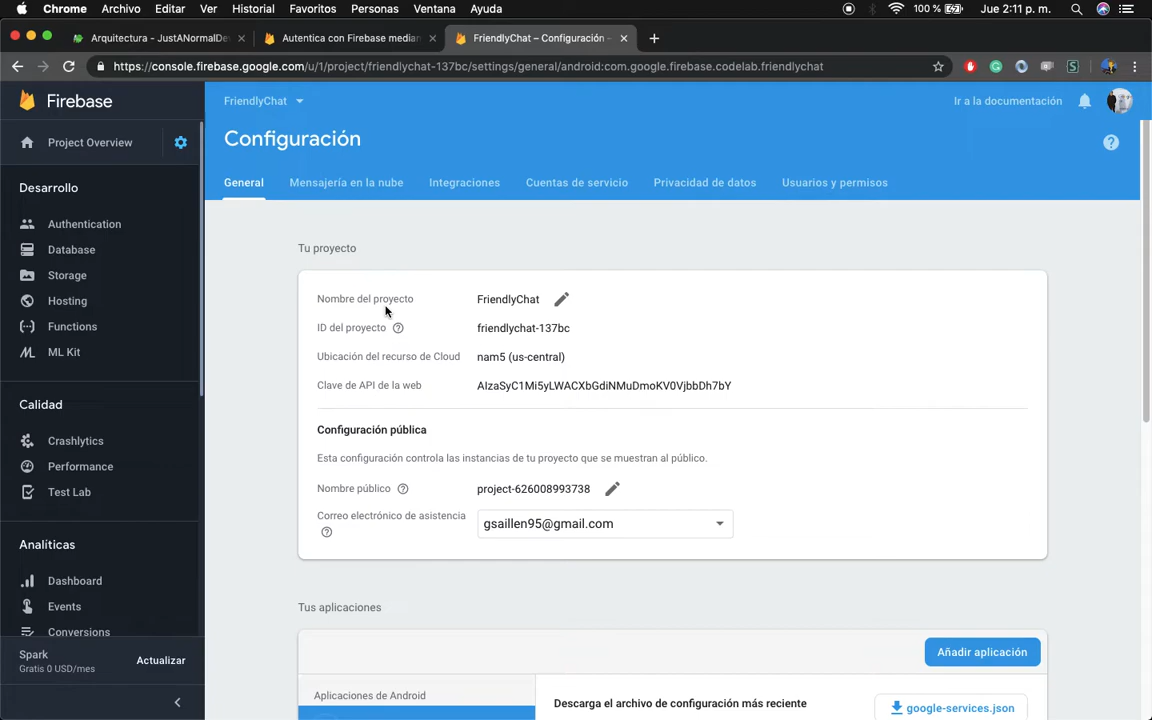 Chrome Archivo Editar Ver Historial Favoritos Personas Ventana Ayuda 100 % Jue 2:11 p. m.
Arquitectura - JustANormalDe Autentica con Firebase median FriendlyChat – Configuración –
https://console.firebase.google.com/u/1/project/friendlychat-137bc/settings/general/android:com.google.firebase.codelab.friendlychat
Firebase
FriendlyChat
Ir a la documentación
Project Overview
Configuración
General Mensajería en la nube Integraciones Cuentas de servicio Privacidad de datos Usuarios y permisos
Desarrollo
Authentication
Database
Storage
Hosting
Functions
ML Kit
Calidad
Crashlytics
Performance
Test Lab
Analíticas
Dashboard
Events
Conversions
Spark
Gratis 0 USD/mes
Actualizar
Tu proyecto
Nombre del proyecto FriendlyChat
ID del proyecto friendlychat-137bc
Ubicación del recurso de Cloud nam5 (us-central)
Clave de API de la web AIzaSyC1Mi5yLWACXbGdiNMuDmoKV0VjbbDh7bY
Configuración pública
Esta configuración controla las instancias de tu proyecto que se muestran al público.
Nombre público project-626008993738
Correo electrónico de asistencia gsaillen95@gmail.com
Tus aplicaciones
Añadir aplicación
Aplicaciones de Android
Descarga el archivo de configuración más reciente
google-services.json